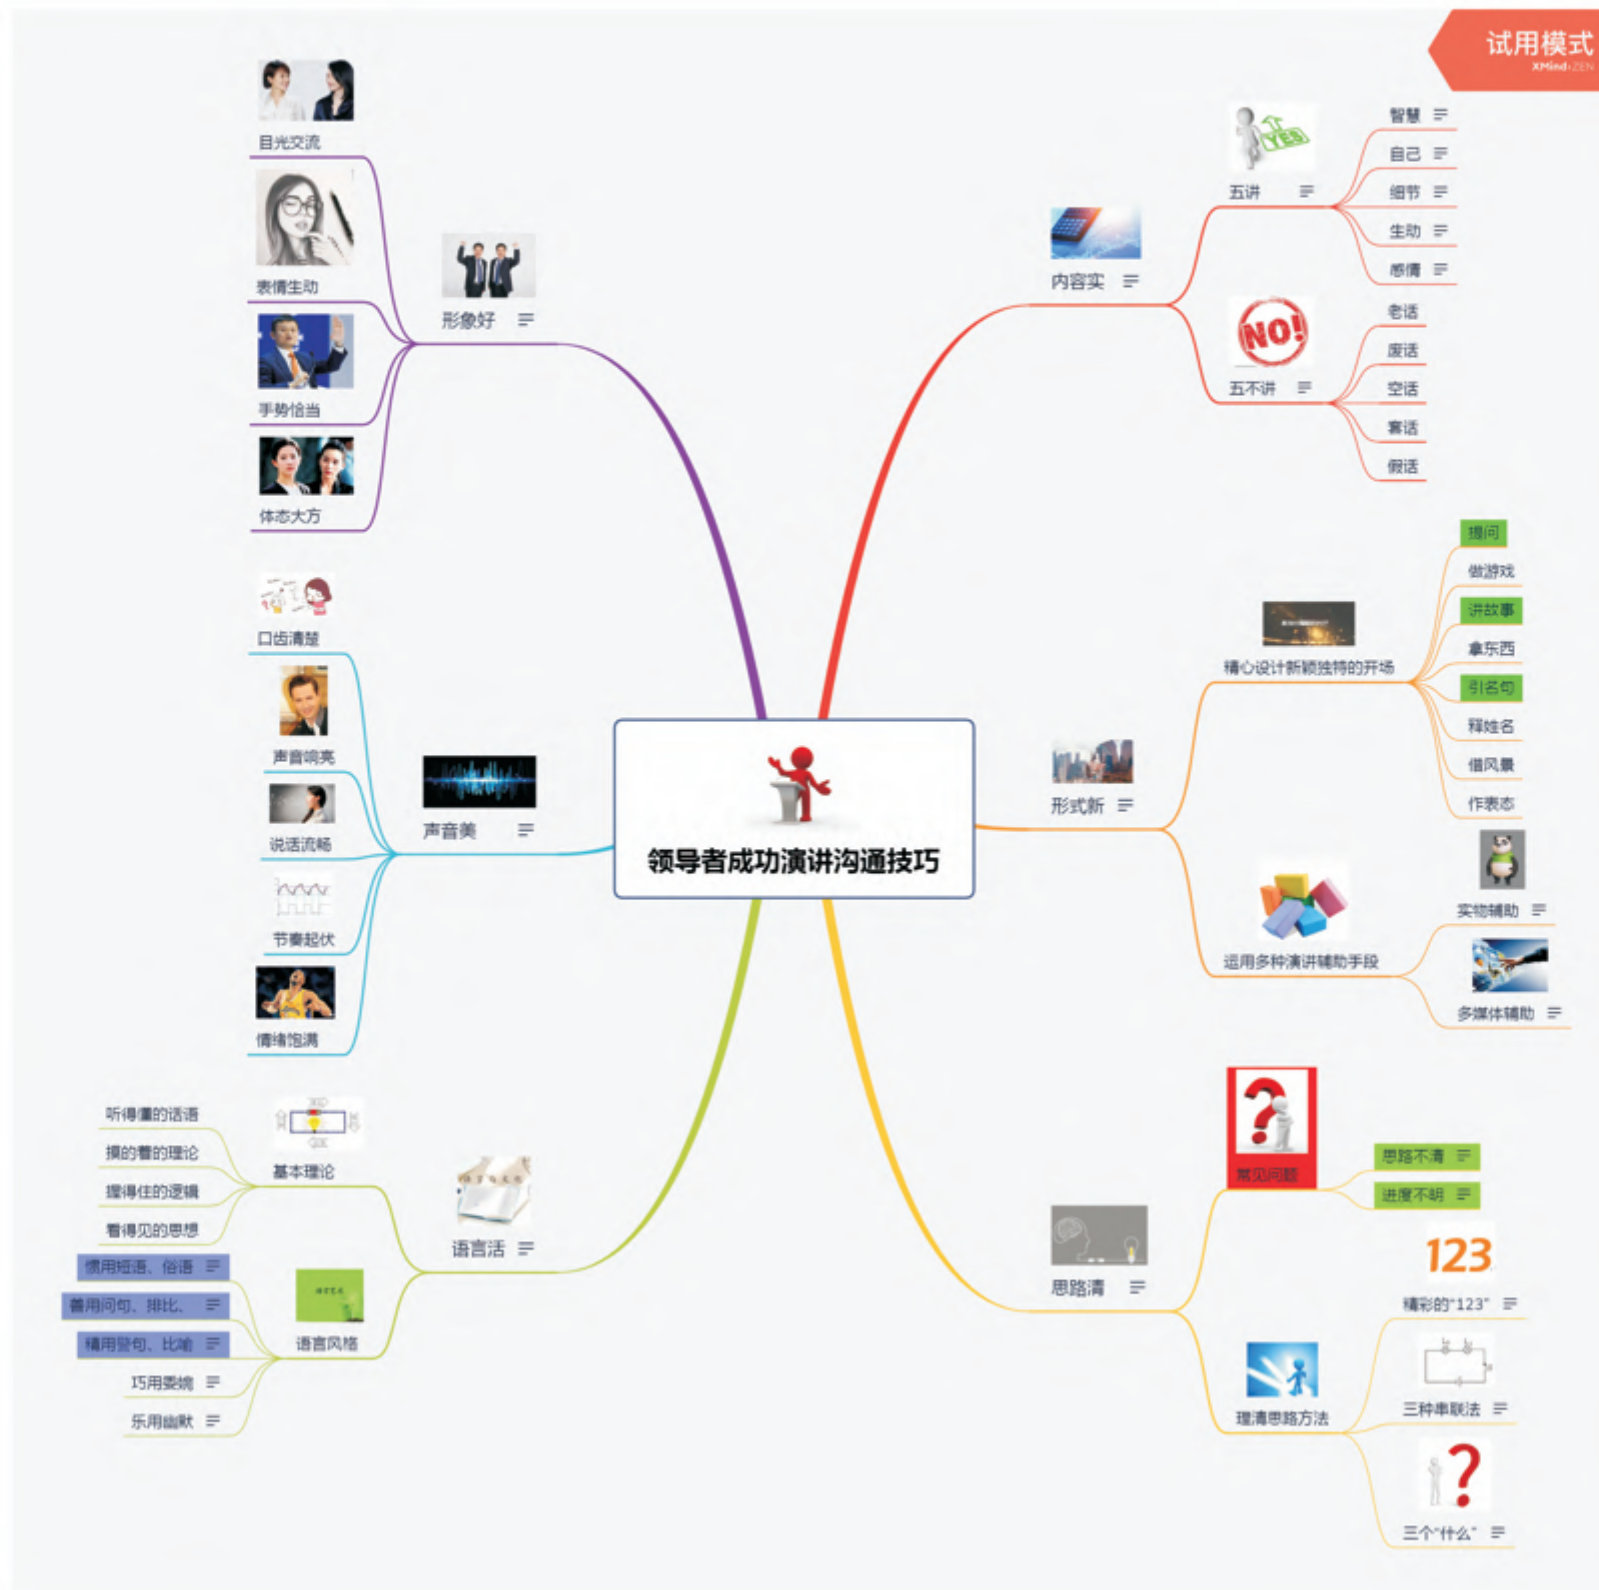 试用模式
XMind:ZEN
领导者成功演讲沟通技巧
内容实
五讲
YES
智慧
自己
细节
生动
感情
五不讲
NO!
老话
废话
空话
套话
假话
形式新
精心设计新颖独特的开场
提问
做游戏
讲故事
拿东西
引名句
释姓名
借风景
作表态
运用多种演讲辅助手段
实物辅助
多媒体辅助
思路清
常见问题
思路不清
进度不明
理清思路方法
123
精彩的“123”
三种串联法
三个“什么”
语言活
基本理论
听得懂的话语
摸的着的理论
握得住的逻辑
看得见的思想
语言风格
惯用短语、俗语
善用问句、排比、
精用警句、比喻
巧用委婉
乐用幽默
声音美
口齿清楚
声音响亮
说话流畅
节奏起伏
情绪饱满
形象好
目光交流
表情生动
手势恰当
体态大方